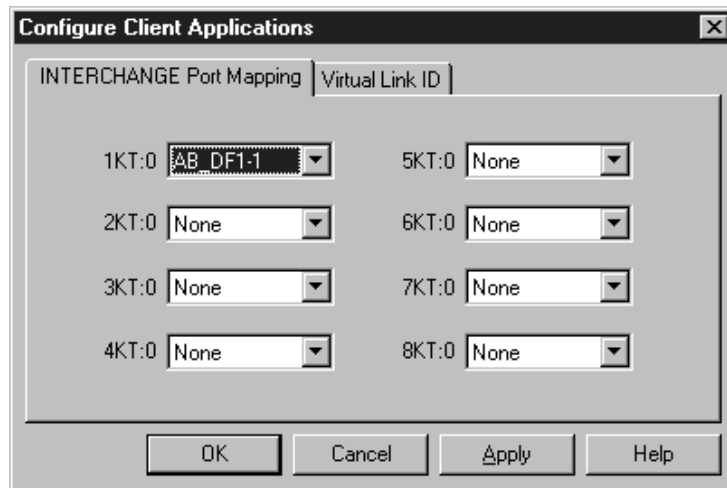 Configure Client Applications
INTERCHANGE Port Mapping Virtual Link ID
1KT:0 AB_DF1-1 5KT:0 None
2KT:0 None 6KT:0 None
3KT:0 None 7KT:0 None
4KT:0 None 8KT:0 None
OK Cancel Apply Help